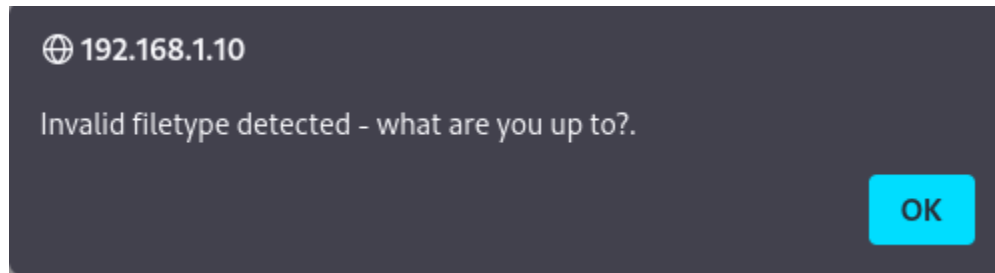 192.168.1.10
Invalid filetype detected - what are you up to?.
OK